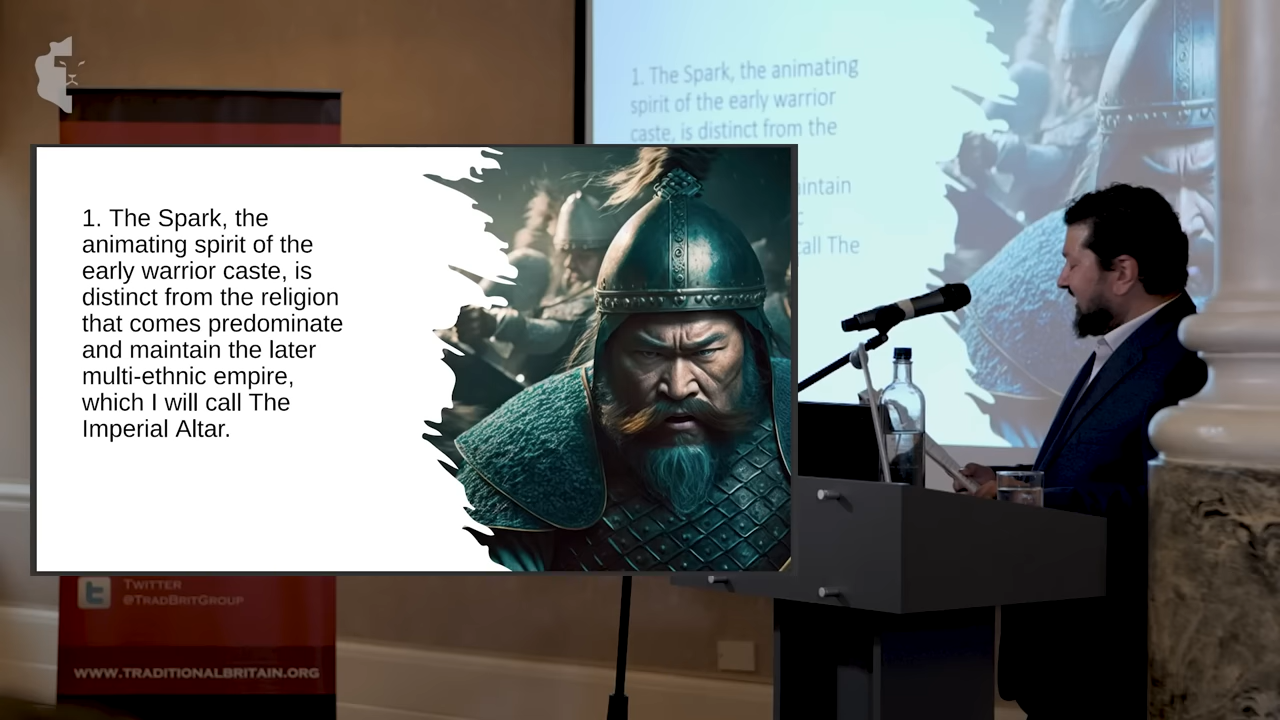 1. The Spark, the animating
spirit of the early warrior
caste, is distinct from the
aintain
c
call The
1. The Spark, the
animating spirit of the
early warrior caste, is
distinct from the religion
that comes predominate
and maintain the later
multi-ethnic empire,
which I will call The
Imperial Altar.
TWITTER
@TRADBRITGROUP
WWW.TRADITIONALBRITAIN.ORG